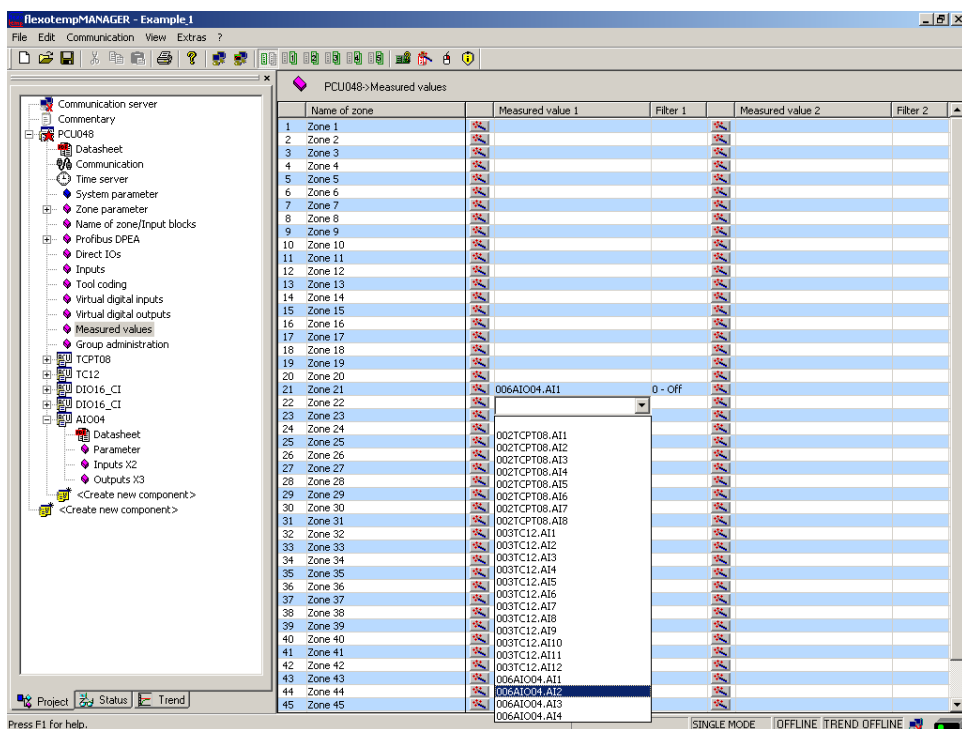 flexotempMANAGER - Example_1
File Edit Communication View Extras ?
PCU048->Measured values
Communication server
Commentary
PCU048
Datasheet
Communication
Time server
System parameter
Zone parameter
Name of zone/Input blocks
Profibus DPEA
Direct IOs
Inputs
Tool coding
Virtual digital inputs
Virtual digital outputs
Measured values
Group administration
TCPT08
TC12
DIO16_CI
DIO16_CI
AIO04
Datasheet
Parameter
Inputs X2
Outputs X3
<Create new component>
<Create new component>
Project Status Trend
Name of zone Measured value 1 Filter 1 Measured value 2 Filter 2
1 Zone 1
2 Zone 2
3 Zone 3
4 Zone 4
5 Zone 5
6 Zone 6
7 Zone 7
8 Zone 8
9 Zone 9
10 Zone 10
11 Zone 11
12 Zone 12
13 Zone 13
14 Zone 14
15 Zone 15
16 Zone 16
17 Zone 17
18 Zone 18
19 Zone 19
20 Zone 20
21 Zone 21 006AIO04.AI1 0 - Off
22 Zone 22
23 Zone 23
24 Zone 24
25 Zone 25
26 Zone 26
27 Zone 27
28 Zone 28
29 Zone 29
30 Zone 30
31 Zone 31
32 Zone 32
33 Zone 33
34 Zone 34
35 Zone 35
36 Zone 36
37 Zone 37
38 Zone 38
39 Zone 39
40 Zone 40
41 Zone 41
42 Zone 42
43 Zone 43
44 Zone 44
45 Zone 45
002TCPT08.AI1
002TCPT08.AI2
002TCPT08.AI3
002TCPT08.AI4
002TCPT08.AI5
002TCPT08.AI6
002TCPT08.AI7
002TCPT08.AI8
003TC12.AI1
003TC12.AI2
003TC12.AI3
003TC12.AI4
003TC12.AI5
003TC12.AI6
003TC12.AI7
003TC12.AI8
003TC12.AI9
003TC12.AI10
003TC12.AI11
003TC12.AI12
006AIO04.AI1
006AIO04.AI2
006AIO04.AI3
006AIO04.AI4
Press F1 for help.
SINGLE MODE OFFLINE TREND OFFLINE